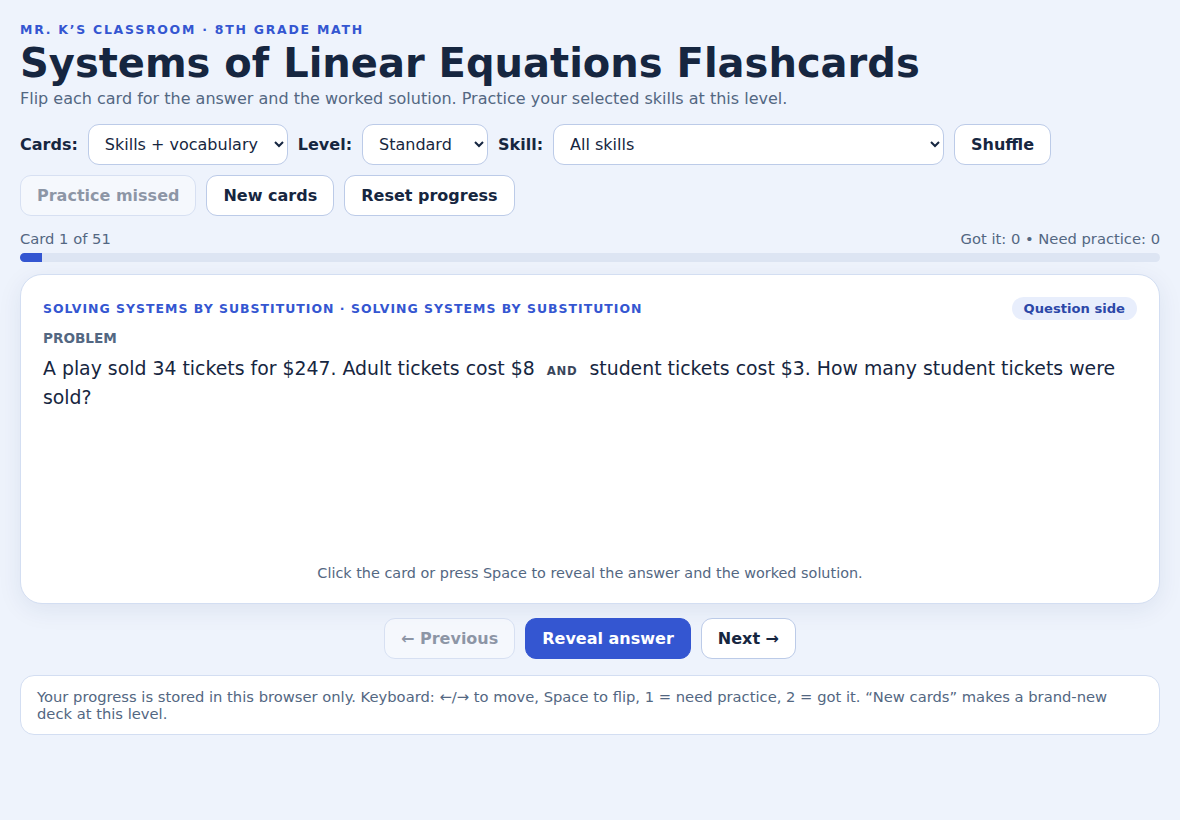 MR. K’S CLASSROOM · 8TH GRADE MATH
Systems of Linear Equations Flashcards
Flip each card for the answer and the worked solution. Practice your selected skills at this level.
Cards: Skills + vocabulary Level: Standard Skill: All skills Shuffle
Practice missed New cards Reset progress
Card 1 of 51 Got it: 0 • Need practice: 0
SOLVING SYSTEMS BY SUBSTITUTION · SOLVING SYSTEMS BY SUBSTITUTION Question side
PROBLEM
A play sold 34 tickets for $247. Adult tickets cost $8 AND student tickets cost $3. How many student tickets were
sold?
Click the card or press Space to reveal the answer and the worked solution.
← Previous Reveal answer Next →
Your progress is stored in this browser only. Keyboard: ←/→ to move, Space to flip, 1 = need practice, 2 = got it. “New cards” makes a brand-new
deck at this level.